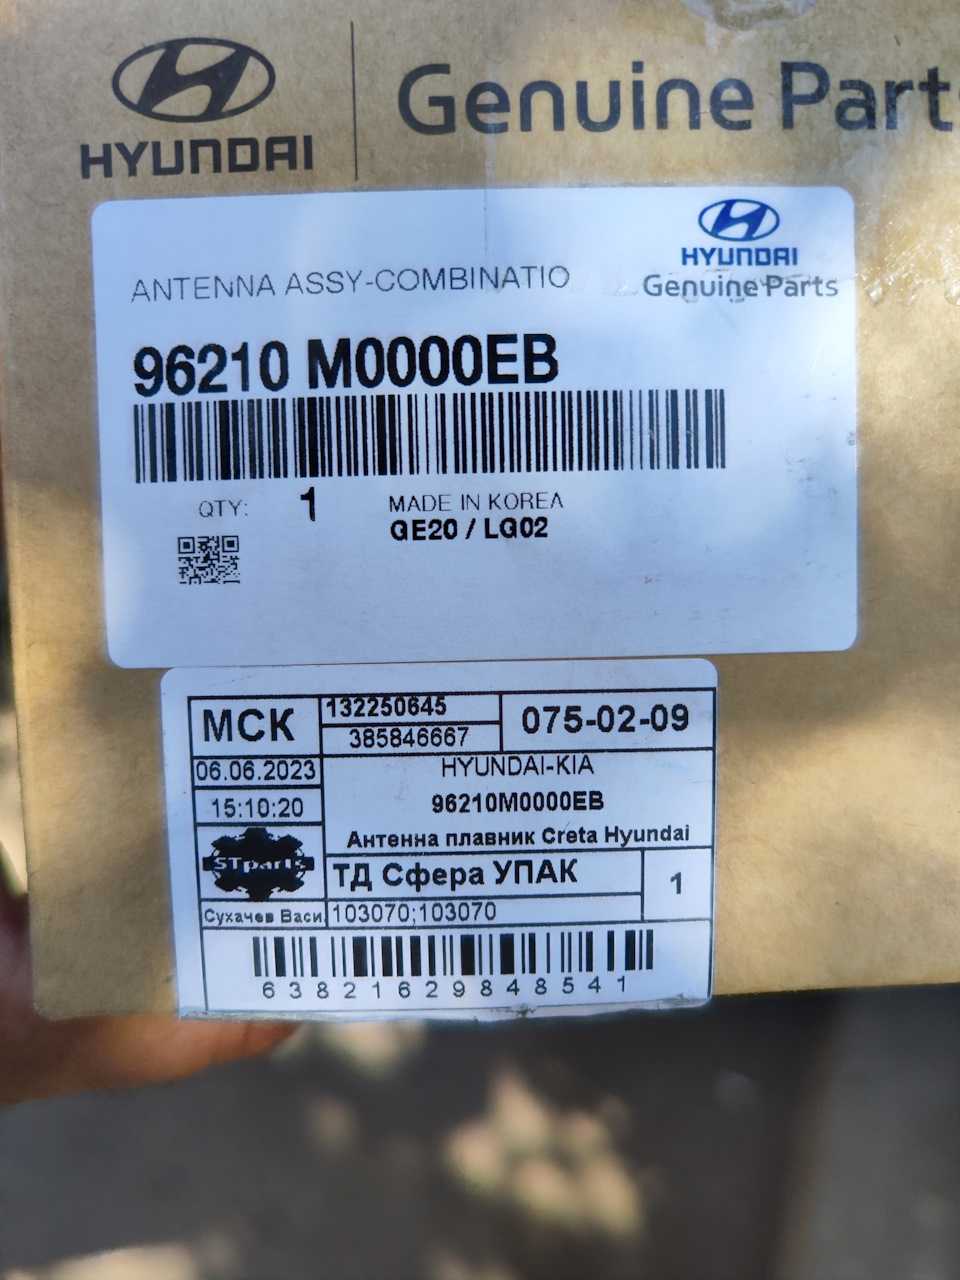 HYUNDAI
Genuine Parts
HYUNDAI
Genuine Parts
ANTENNA ASSY-COMBINATIO
96210 M0000EB
QTY: 1
MADE IN KOREA
GE20 / LG02
МСК
132250645
385846667
075-02-09
06.06.2023
15:10:20
HYUNDAI-KIA
96210M0000EB
Антенна плавник Creta Hyundai
STparts
ТД Сфера УПАК
1
Сухачев Васи
103070;103070
6382162984854 1